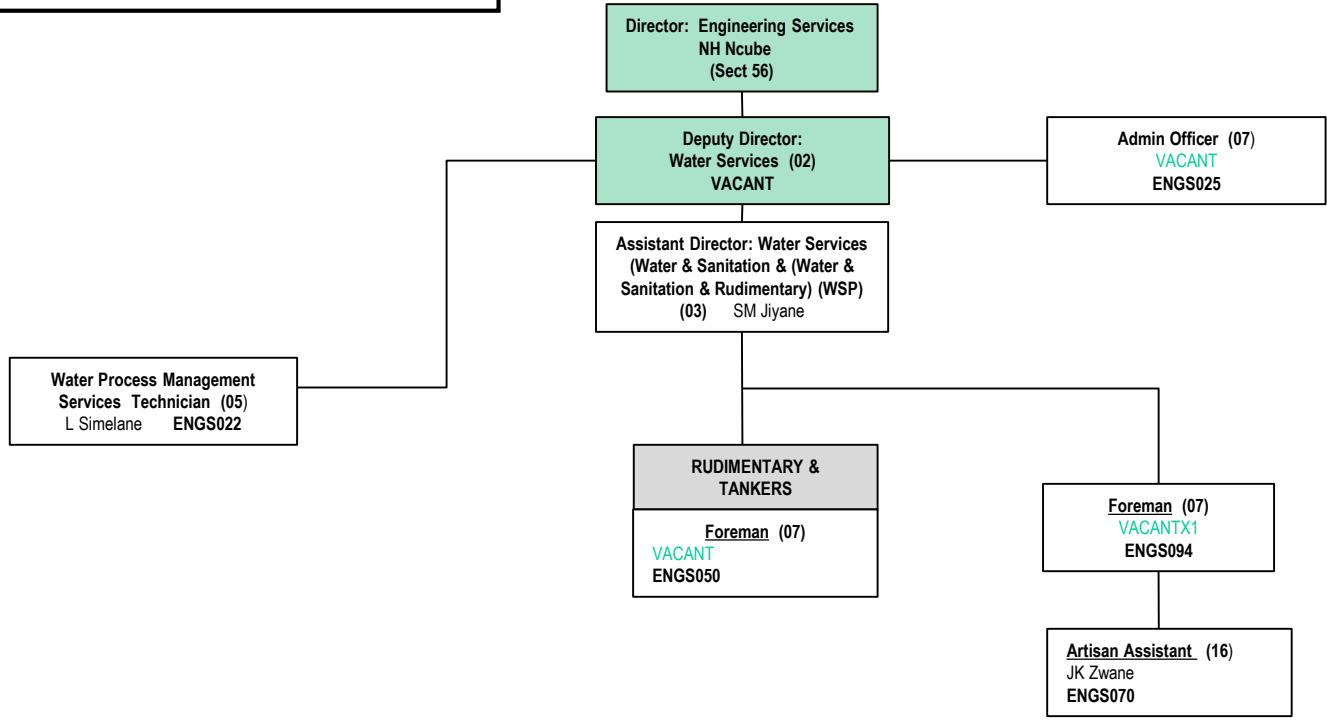 Director: Engineering Services
NH Ncube
(Sect 56)
Deputy Director:
Water Services (02)
VACANT
Admin Officer (07)
VACANT
ENGS025
Assistant Director: Water Services
(Water & Sanitation & (Water &
Sanitation & Rudimentary) (WSP)
(03) SM Jiyane
Water Process Management
Services Technician (05)
L Simelane ENGS022
RUDIMENTARY &
TANKERS
Foreman (07)
VACANT
ENGS050
Foreman (07)
VACANTX1
ENGS094
Artisan Assistant (16)
JK Zwane
ENGS070